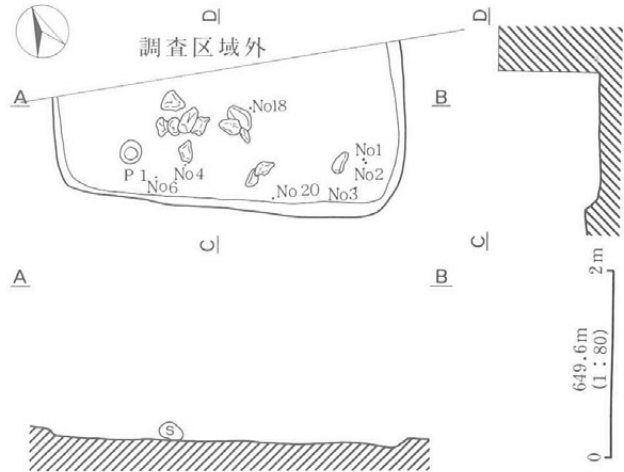 D
D
調査区域外
A
B
No18
No1
P 1
No4
No2
No6
No 20
No3
C
C
A
B
S
2m
649.6m
(1：80)
0